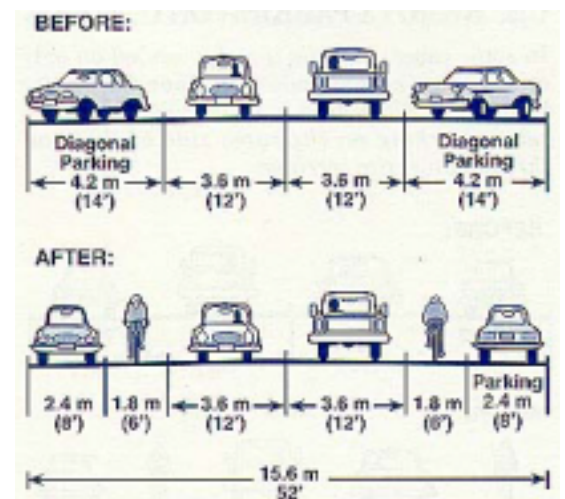 BEFORE:
Diagonal Parking Diagonal Parking
4.2 m 3.6 m 3.6 m 4.2 m
(14') (12') (12') (14')
AFTER:
Parking
2.4 m 1.8 m 3.6 m 3.6 m 1.8 m 2.4 m
(8') (6') (12') (12') (6') (8')
15.6 m
52'